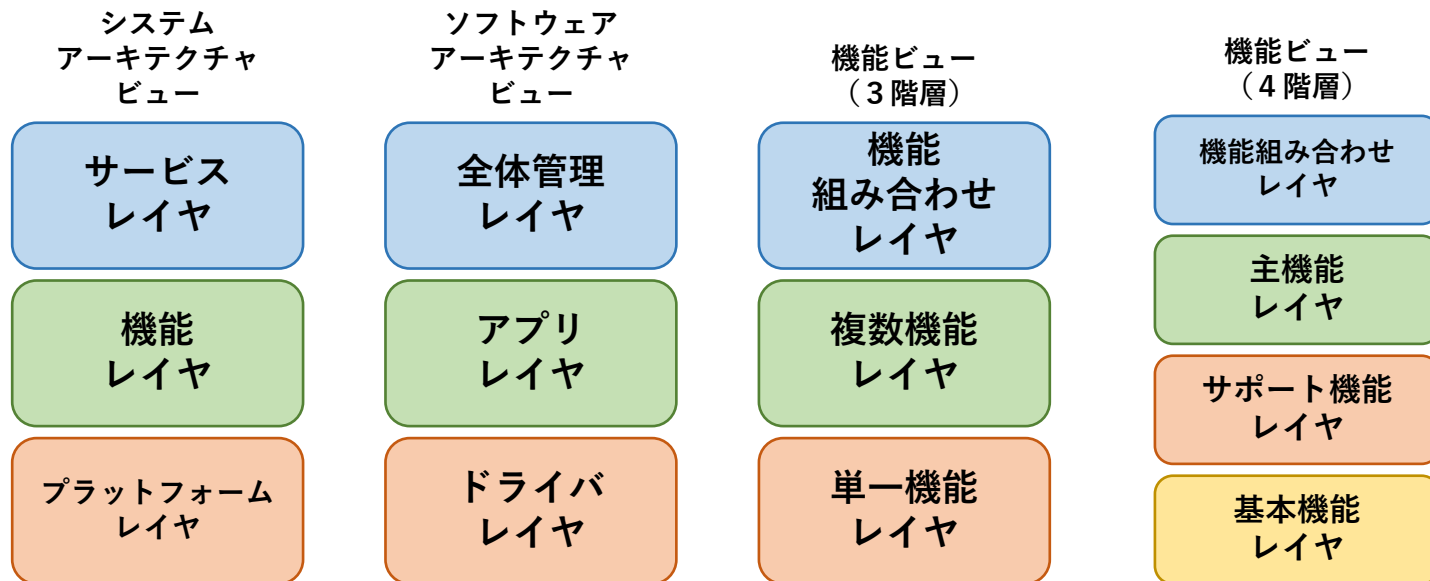 システム
アーキテクチャ
ビュー
サービス
レイヤ
機能
レイヤ
プラットフォーム
レイヤ
ソフトウェア
アーキテクチャ
ビュー
全体管理
レイヤ
アプリ
レイヤ
ドライバ
レイヤ
機能ビュー
（３階層）
機能
組み合わせ
レイヤ
複数機能
レイヤ
単一機能
レイヤ
機能ビュー
（４階層）
機能組み合わせ
レイヤ
主機能
レイヤ
サポート機能
レイヤ
基本機能
レイヤ